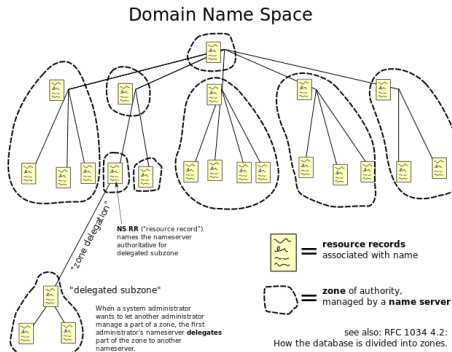 Domain Name Space
"zone delegation"
NS RR ("resource record")
names the nameserver
authoritative for
delegated subzone
"delegated subzone"
When a system administrator
wants to let another administrator
manage a part of a zone, the first
administrator's nameserver delegates
part of the zone to another
nameserver.
resource records
associated with name
zone of authority,
managed by a name server
see also: RFC 1034 4.2:
How the database is divided into zones.